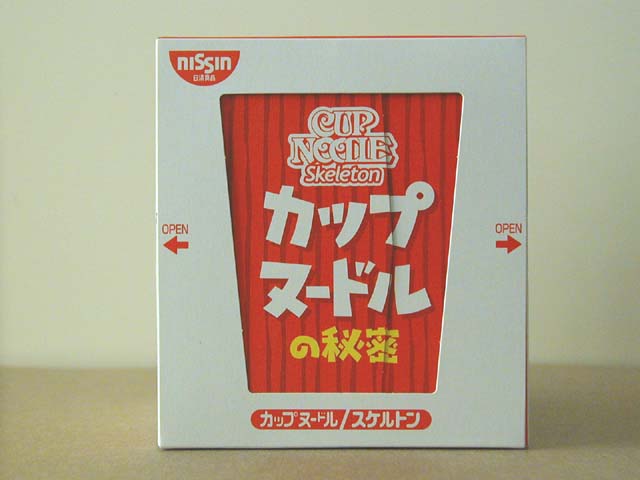 nissin
日清食品
CUP
NOODLE
Skeleton
カップ
ヌードル
の秘密
OPEN
OPEN
カップヌードル/スケルトン